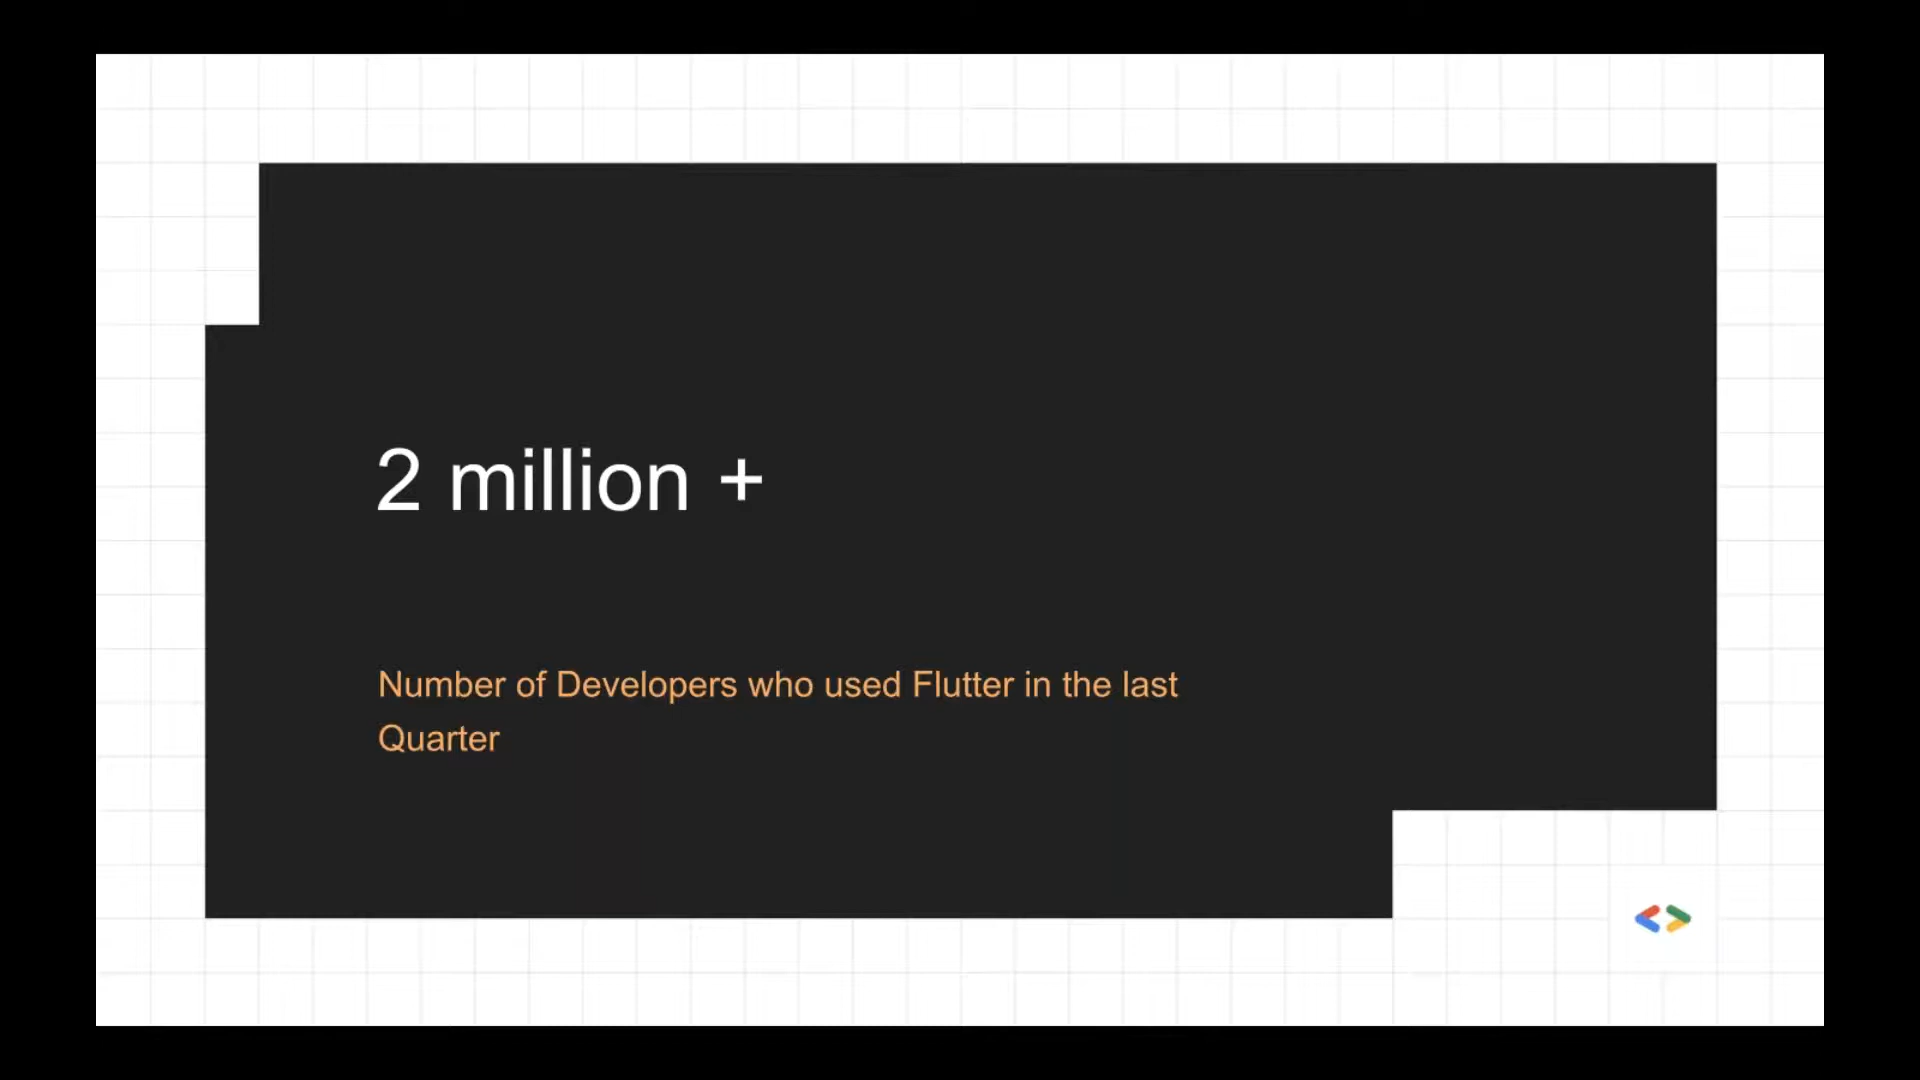 2 million +
Number of Developers who used Flutter in the last
Quarter